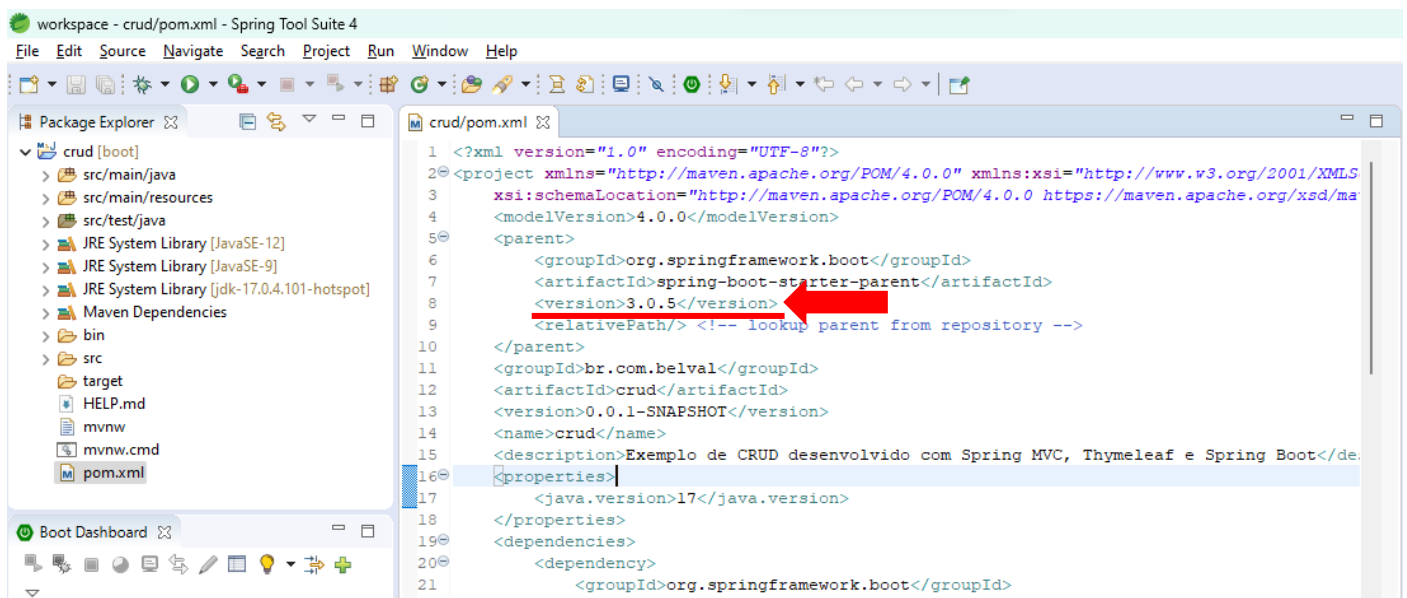 workspace - crud/pom.xml - Spring Tool Suite 4
File Edit Source Navigate Search Project Run Window Help
Package Explorer
crud [boot]
src/main/java
src/main/resources
src/test/java
JRE System Library [JavaSE-12]
JRE System Library [JavaSE-9]
JRE System Library [jdk-17.0.4.101-hotspot]
Maven Dependencies
bin
src
target
HELP.md
mvnw
mvnw.cmd
pom.xml
Boot Dashboard
crud/pom.xml
1 <?xml version="1.0" encoding="UTF-8"?>
2 <project xmlns="http://maven.apache.org/POM/4.0.0" xmlns:xsi="http://www.w3.org/2001/XMLS
3 xsi:schemaLocation="http://maven.apache.org/POM/4.0.0 https://maven.apache.org/xsd/ma
4 <modelVersion>4.0.0</modelVersion>
5 <parent>
6 <groupId>org.springframework.boot</groupId>
7 <artifactId>spring-boot-starter-parent</artifactId>
8 <version>3.0.5</version>
9 <relativePath/> <!-- lookup parent from repository -->
10 </parent>
11 <groupId>br.com.belval</groupId>
12 <artifactId>crud</artifactId>
13 <version>0.0.1-SNAPSHOT</version>
14 <name>crud</name>
15 <description>Exemplo de CRUD desenvolvido com Spring MVC, Thymeleaf e Spring Boot</de
16 <properties>
17 <java.version>17</java.version>
18 </properties>
19 <dependencies>
20 <dependency>
21 <groupId>org.springframework.boot</groupId>